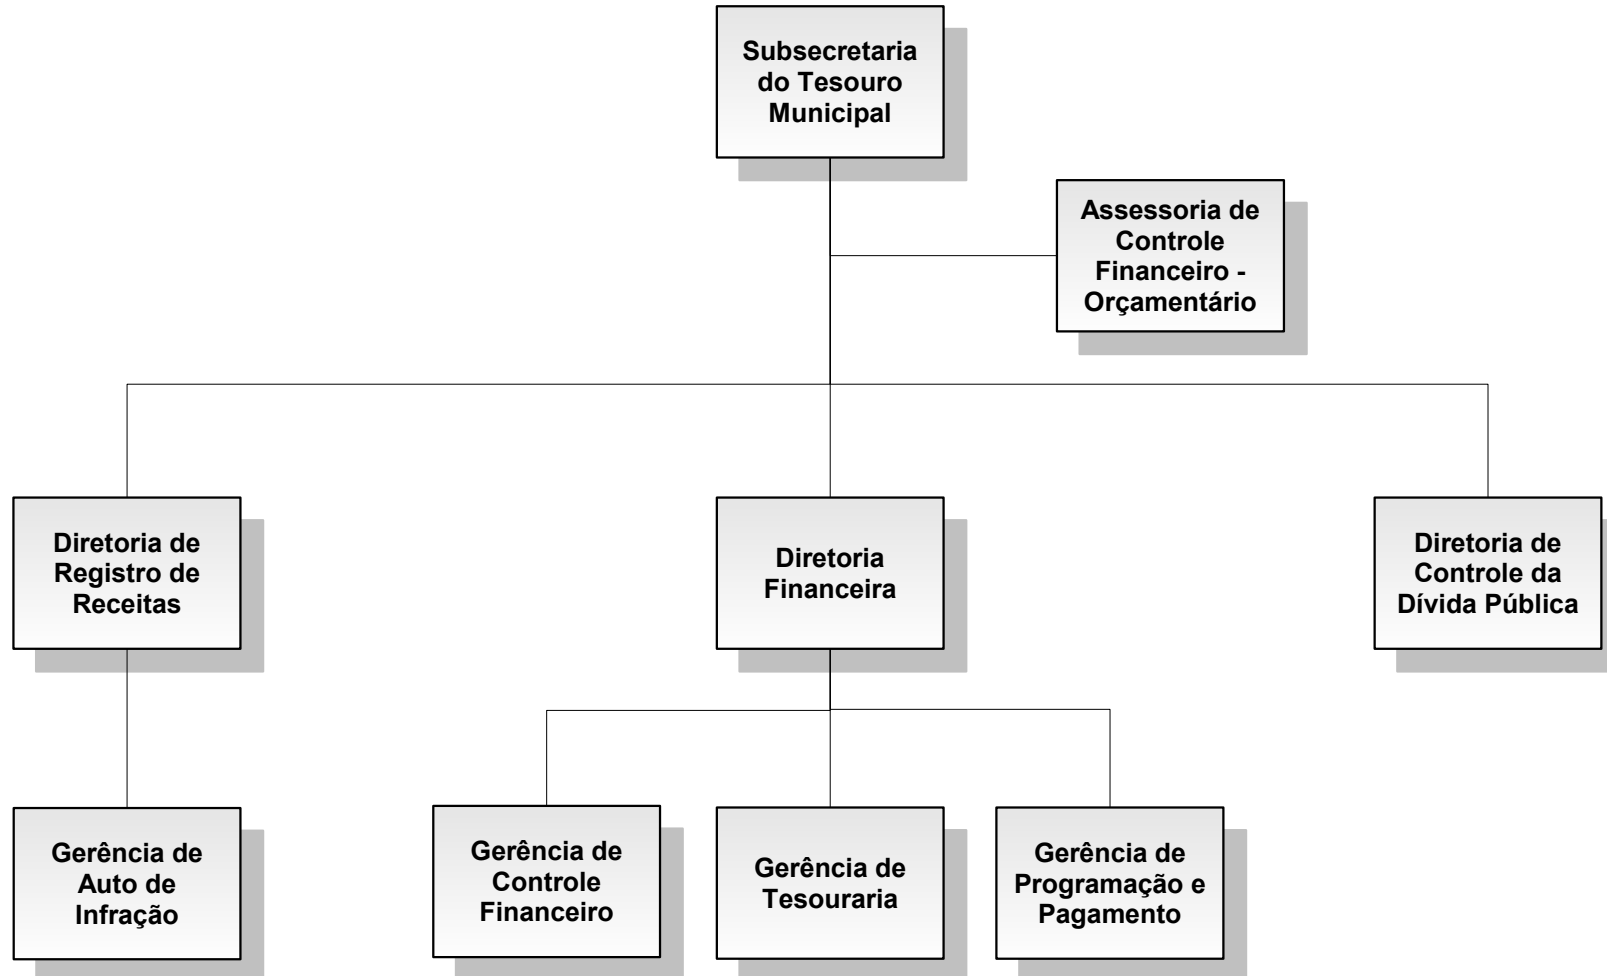 Subsecretaria
do Tesouro
Municipal
Assessoria de
Controle
Financeiro -
Orçamentário
Diretoria de
Registro de
Receitas
Diretoria
Financeira
Diretoria de
Controle da
Dívida Pública
Gerência de
Auto de
Infração
Gerência de
Controle
Financeiro
Gerência de
Tesouraria
Gerência de
Programação e
Pagamento